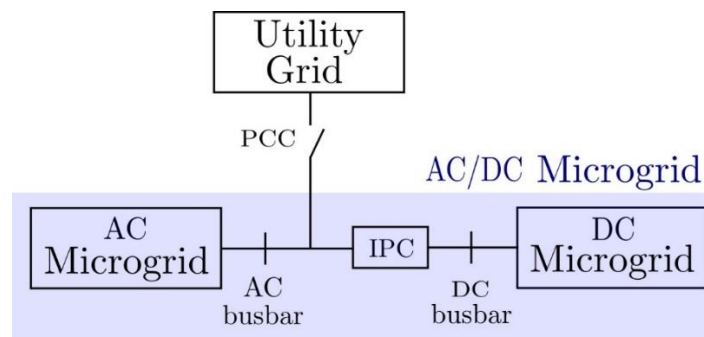 Utility
Grid
PCC
AC/DC Microgrid
AC
Microgrid
IPC
DC
Microgrid
AC
busbar
DC
busbar